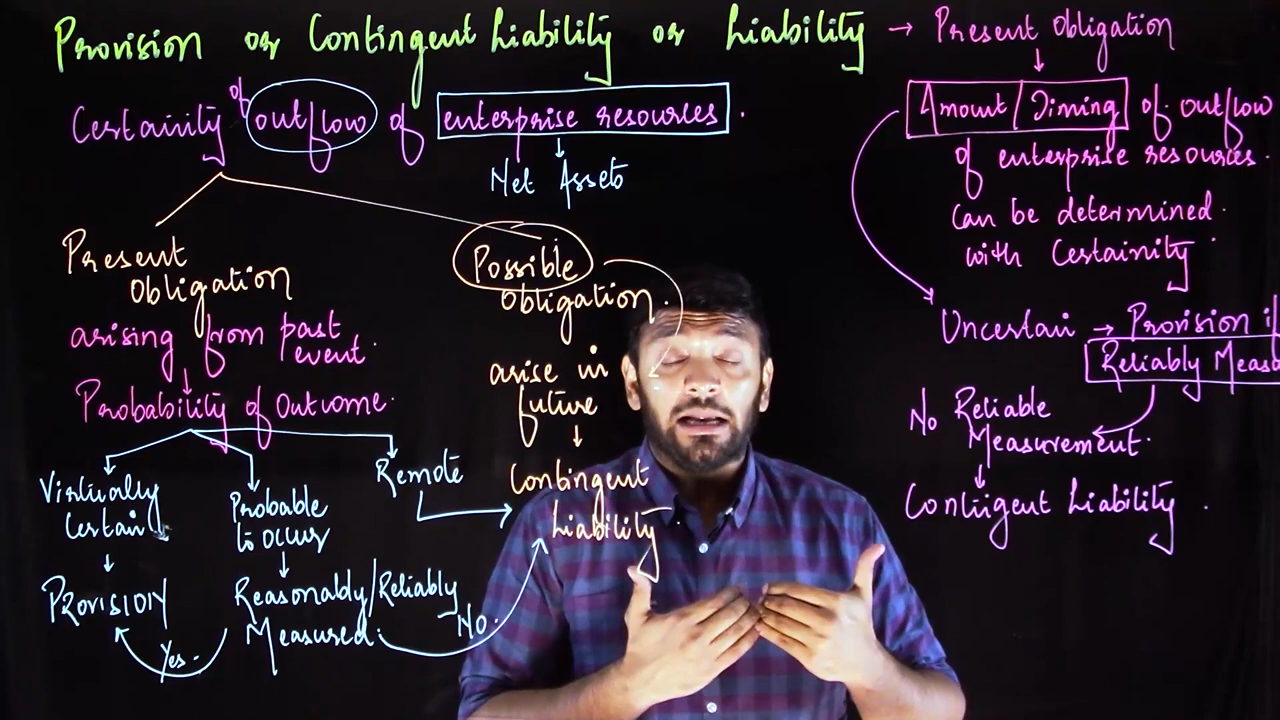 Provision or Contingent Liability or Liability → Present Obligation
Certainity of outflow of enterprise resources.
Net Assets
Present
Obligation
arising from past
event.
Probability of Outcome.
Virtually
Certain
PROVISION
Probable
to occur
Reasonably/Reliably
Measured.
Yes.
No.
Remote
Possible
Obligation.
arise in
future
Contingent
Liability
Amount/Timing of outflow
of enterprise resources.
can be determined.
with Certainity.
Uncertain → Provision if
Reliably
No Reliable
Measurement.
Contingent Liability.